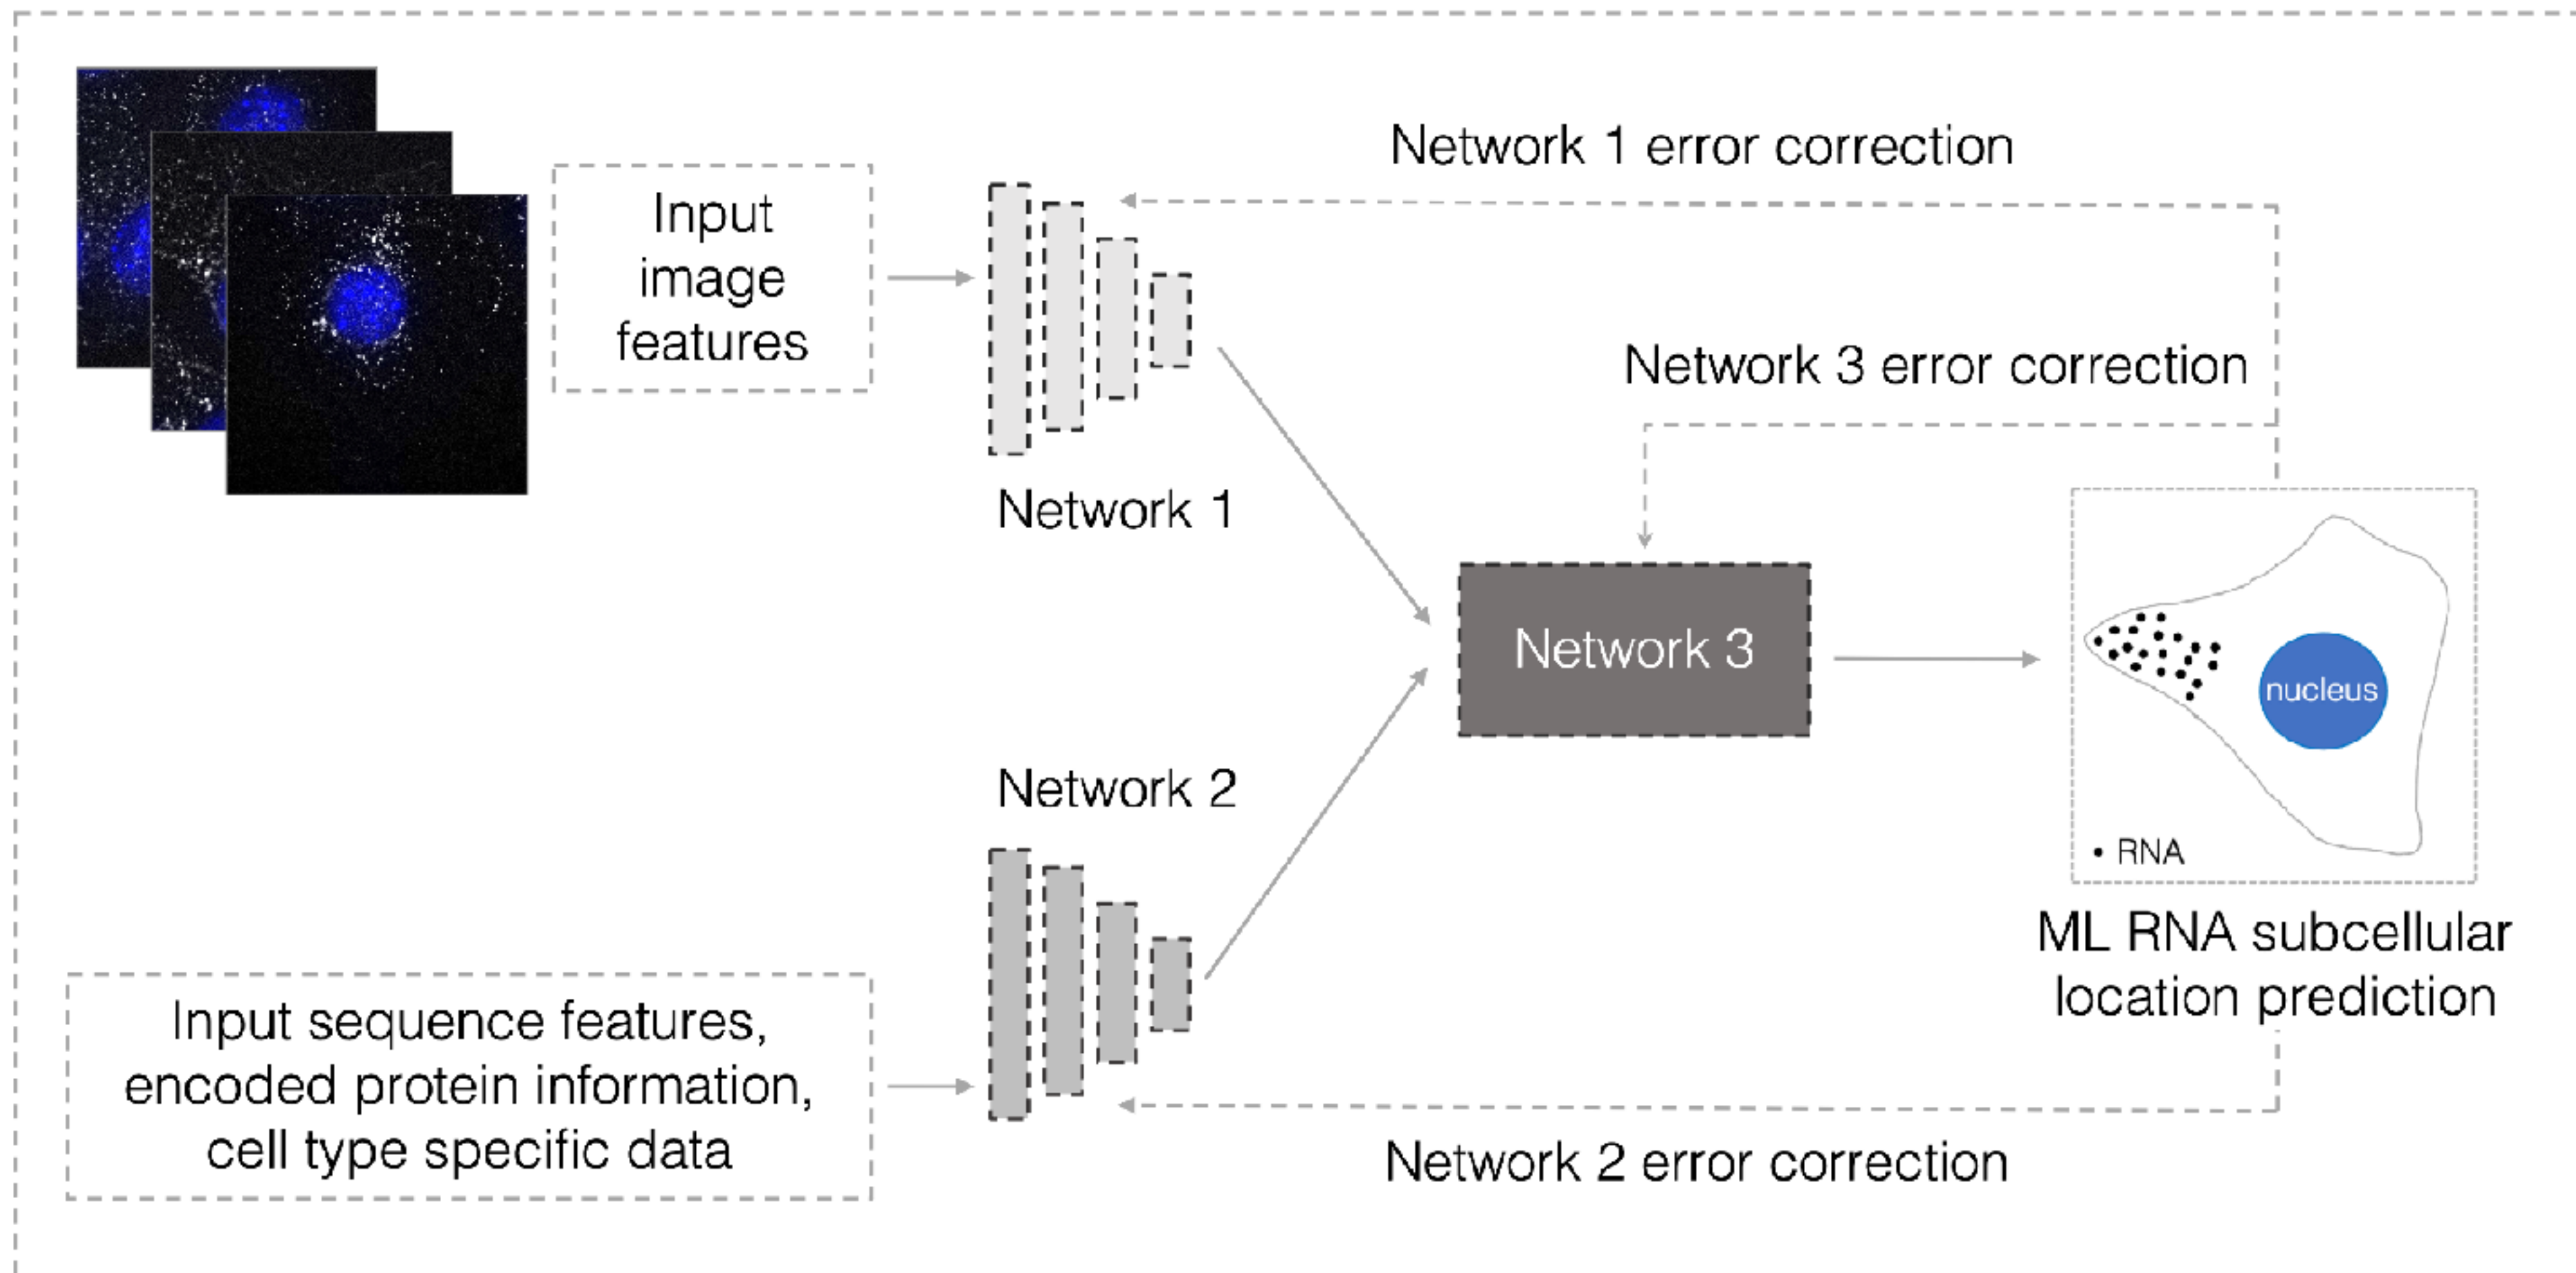 Network 1 error correction
Input
image
features
Network 3 error correction
Network 1
Network 3
nucleus
Network 2
• RNA
ML RNA subcellular
location prediction
Input sequence features,
encoded protein information,
cell type specific data
Network 2 error correction